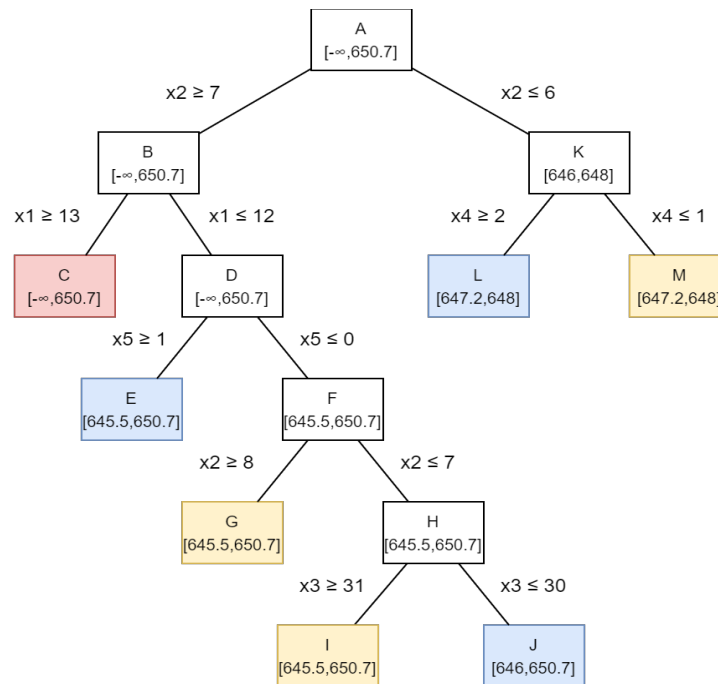 A
[-∞,650.7]
x2 ≥ 7
x2 ≤ 6
B
[-∞,650.7]
K
[646,648]
x1 ≥ 13
x1 ≤ 12
x4 ≥ 2
x4 ≤ 1
C
[-∞,650.7]
D
[-∞,650.7]
L
[647.2,648]
M
[647.2,648]
x5 ≥ 1
x5 ≤ 0
E
[645.5,650.7]
F
[645.5,650.7]
x2 ≥ 8
x2 ≤ 7
G
[645.5,650.7]
H
[645.5,650.7]
x3 ≥ 31
x3 ≤ 30
I
[645.5,650.7]
J
[646,650.7]